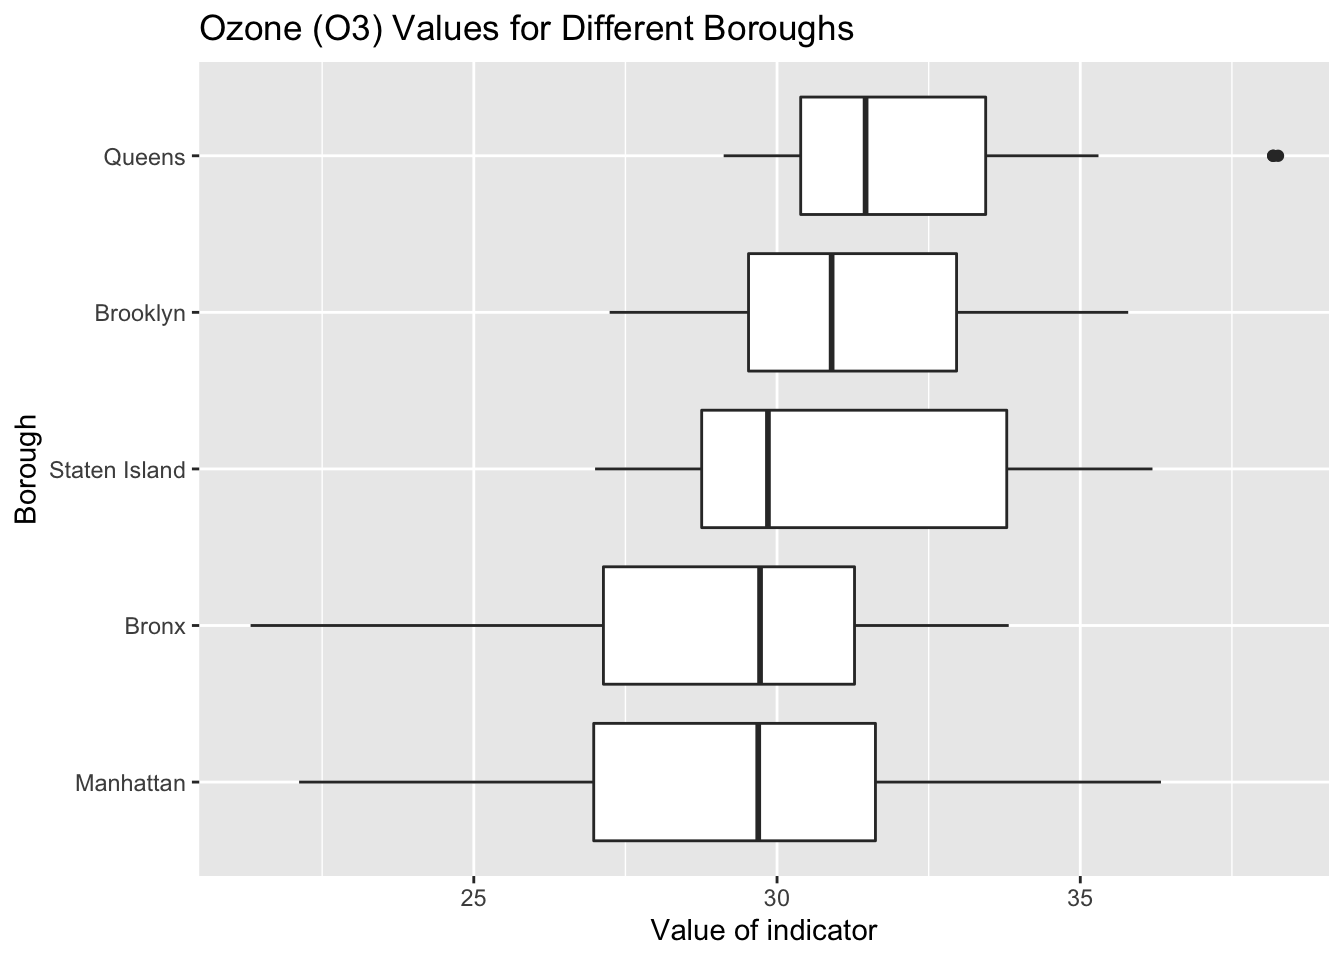 Ozone (O3) Values for Different Boroughs
Queens
Brooklyn
Staten Island
Bronx
Manhattan
Borough
25 30 35
Value of indicator